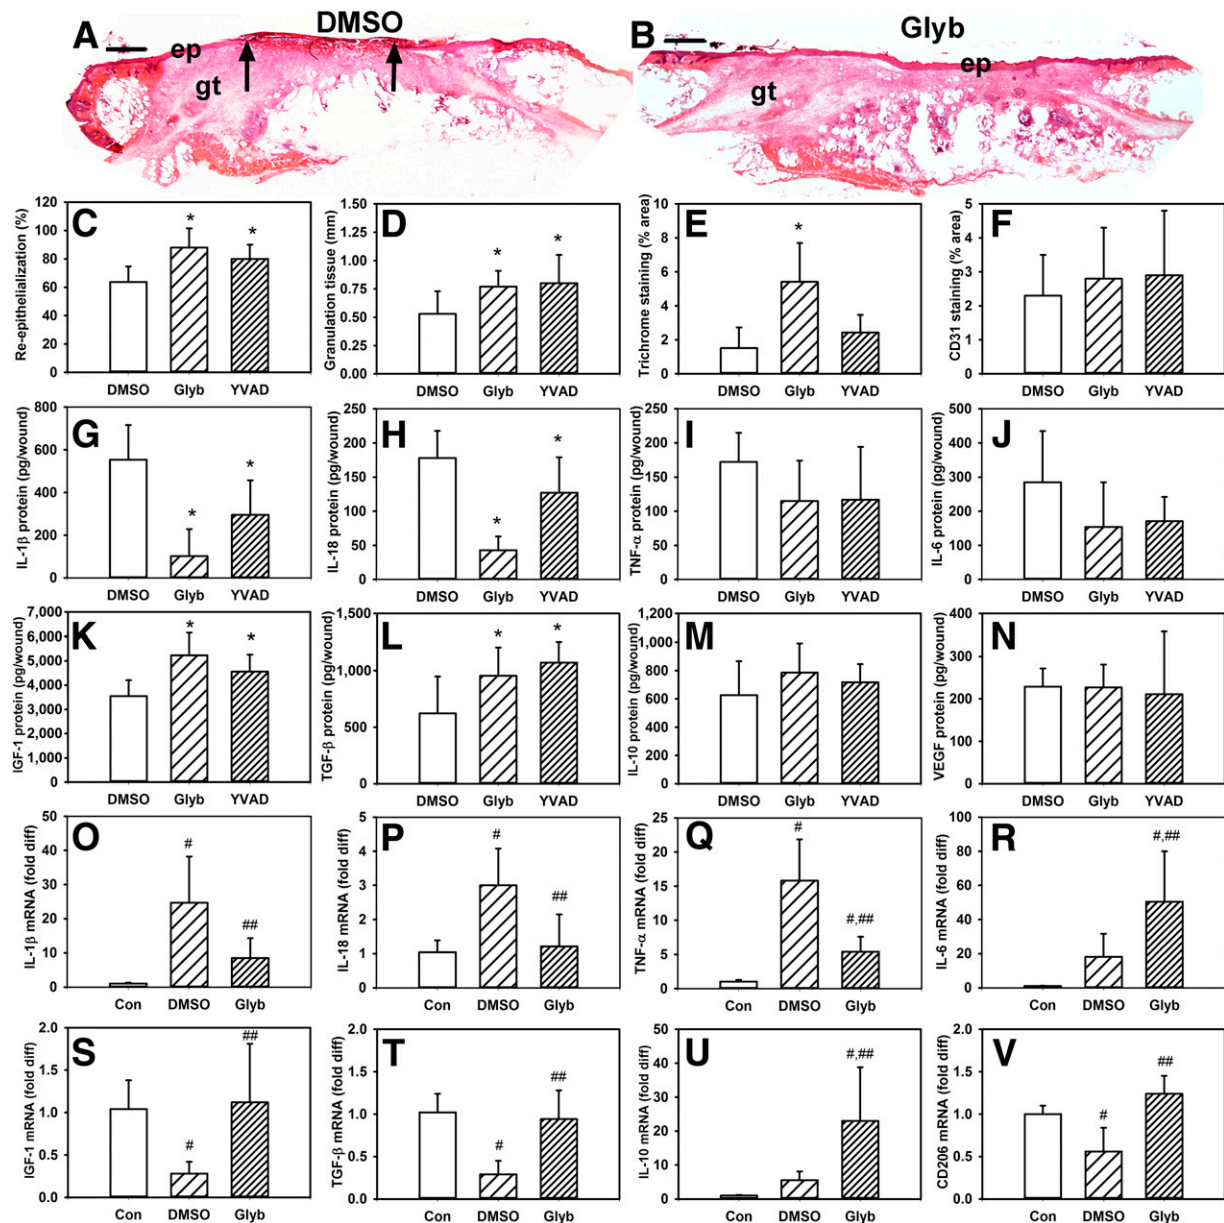 A DMSO ep gt
B Glyb ep gt
C
Re-epithelialization (%)
120
100
80
60
40
20
0
* *
DMSO Glyb YVAD
D
Granulation tissue (mm)
1.50
1.25
1.00
0.75
0.50
0.25
0.00
* *
DMSO Glyb YVAD
E
Trichrome staining (% area)
10
8
6
4
2
0
*
DMSO Glyb YVAD
F
CD31 staining (% area)
5
4
3
2
1
0
DMSO Glyb YVAD
G
IL-1β protein (pg/wound)
800
600
400
200
0
* *
DMSO Glyb YVAD
H
IL-18 protein (pg/wound)
250
200
150
100
50
0
* *
DMSO Glyb YVAD
I
TNF-α protein (pg/wound)
250
200
150
100
50
0
DMSO Glyb YVAD
J
IL-6 protein (pg/wound)
500
400
300
200
100
0
DMSO Glyb YVAD
K
IGF-1 protein (pg/wound)
7,000
6,000
5,000
4,000
3,000
2,000
1,000
0
* *
DMSO Glyb YVAD
L
TGF-β protein (pg/wound)
1,500
1,000
500
0
* *
DMSO Glyb YVAD
M
IL-10 protein (pg/wound)
1,200
1,000
800
600
400
200
0
DMSO Glyb YVAD
N
VEGF protein (pg/wound)
400
300
200
100
0
DMSO Glyb YVAD
O
IL-1β mRNA (fold diff)
50
40
30
20
10
0
# ##
Con DMSO Glyb
P
IL-18 mRNA (fold diff)
5
4
3
2
1
0
# ##
Con DMSO Glyb
Q
TNF-α mRNA (fold diff)
25
20
15
10
5
0
# #,##
Con DMSO Glyb
R
IL-6 mRNA (fold diff)
100
80
60
40
20
0
#,##
Con DMSO Glyb
S
IGF-1 mRNA (fold diff)
2.0
1.5
1.0
0.5
0.0
# ##
Con DMSO Glyb
T
TGF-β mRNA (fold diff)
2.0
1.5
1.0
0.5
0.0
# ##
Con DMSO Glyb
U
IL-10 mRNA (fold diff)
50
40
30
20
10
0
#,##
Con DMSO Glyb
V
CD206 mRNA (fold diff)
2.0
1.5
1.0
0.5
0.0
# ##
Con DMSO Glyb